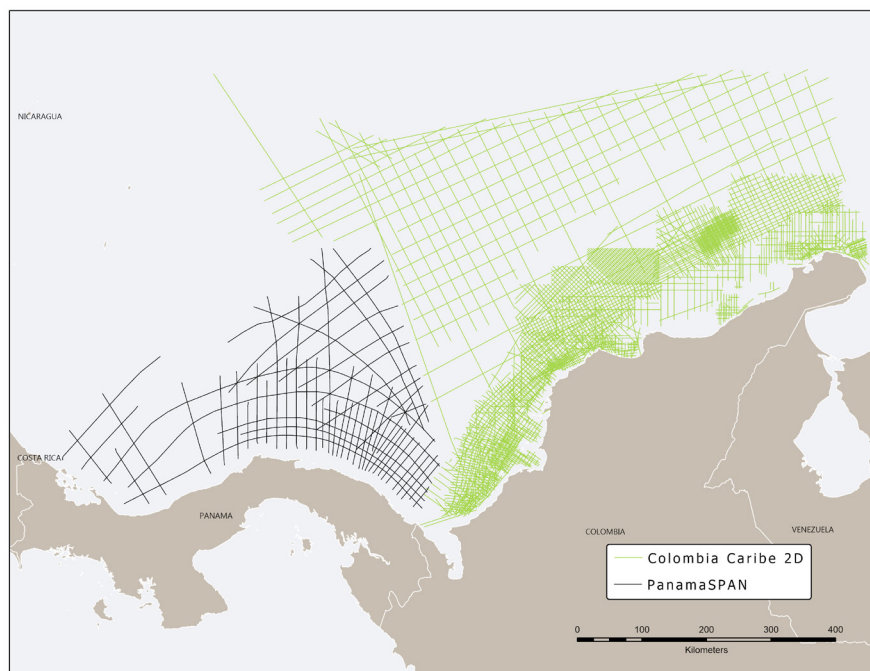 NICARAGUA
COSTA RICA
PANAMA
COLOMBIA
VENEZUELA
Colombia Caribe 2D
PanamaSPAN
0 100 200 300 400
Kilometers